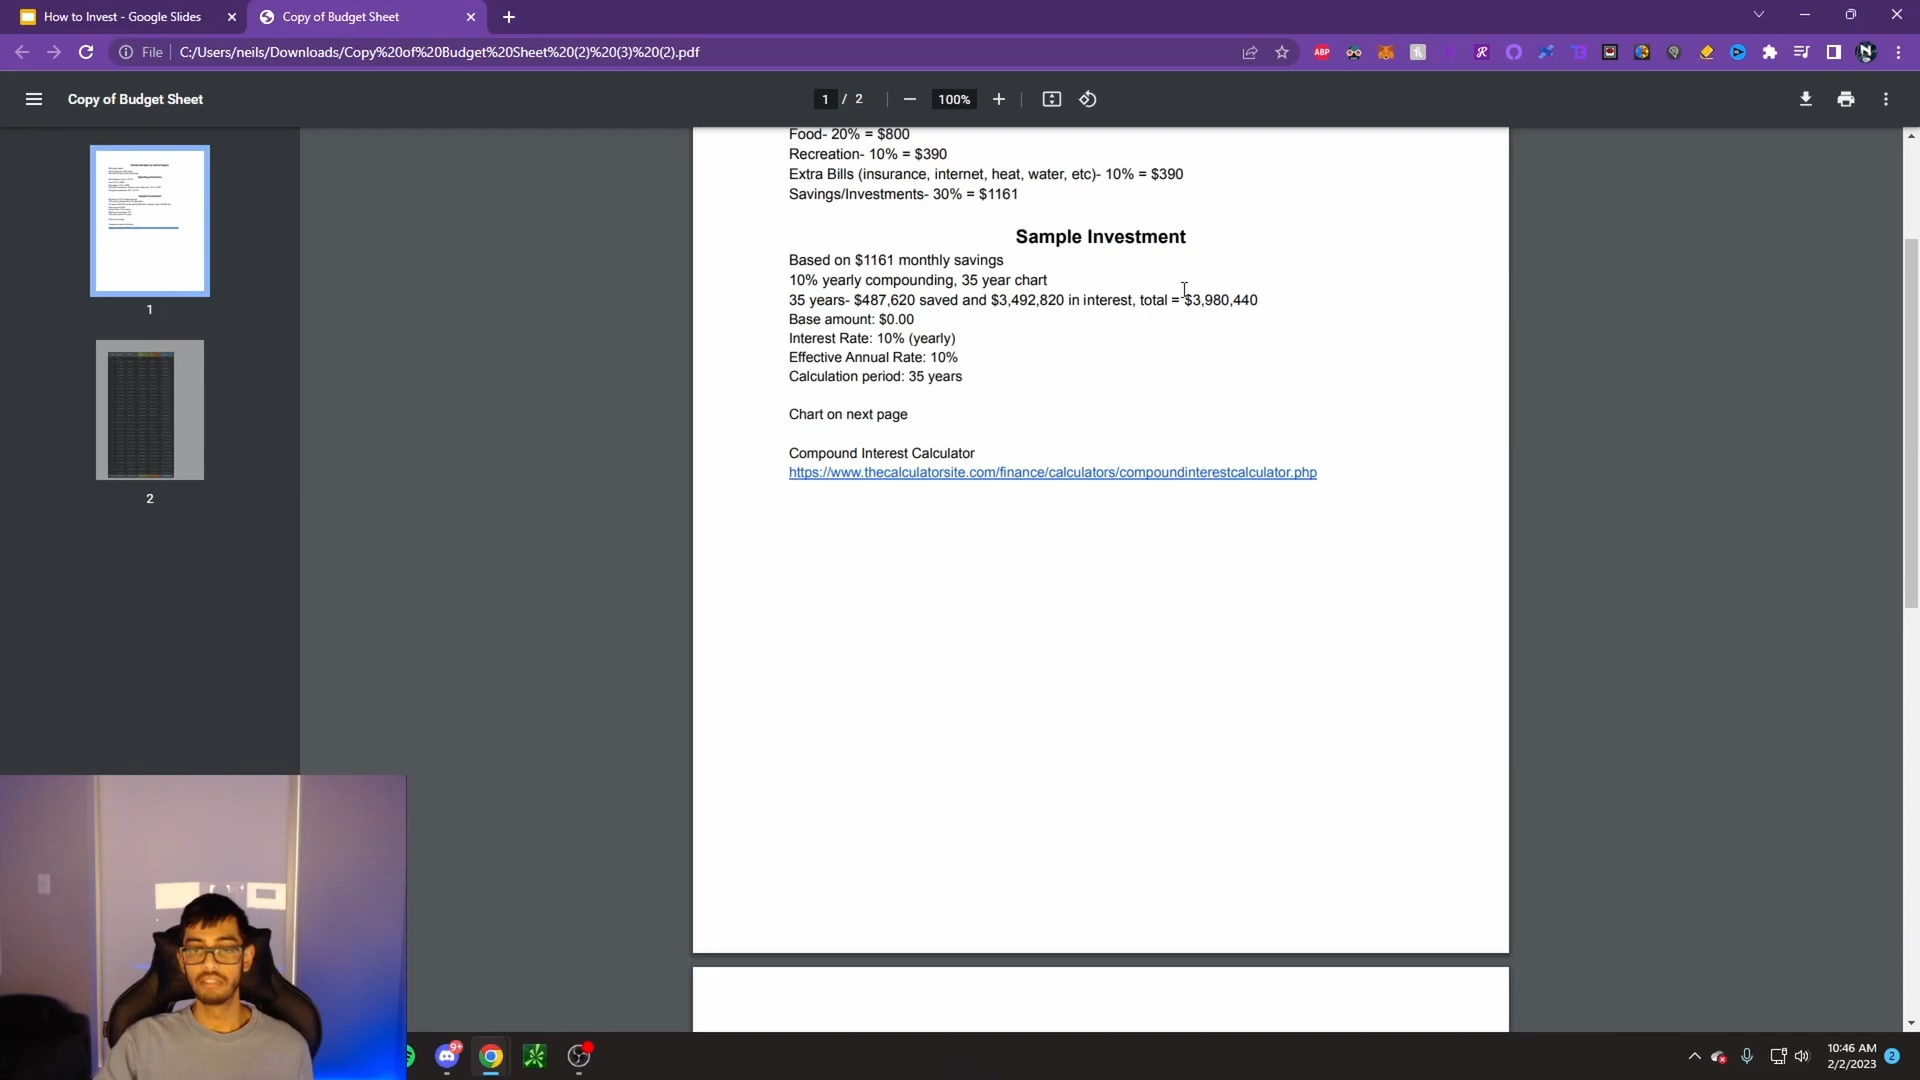 How to Invest - Google Slides
Copy of Budget Sheet
File
C:/Users/neils/Downloads/Copy%20of%20Budget%20Sheet%20(2)%20(3)%20(2).pdf
ABP
Copy of Budget Sheet
1 / 2
100%
Food- 20% = $800
Recreation- 10% = $390
Extra Bills (insurance, internet, heat, water, etc)- 10% = $390
Savings/Investments- 30% = $1161
Sample Investment
Based on $1161 monthly savings
10% yearly compounding, 35 year chart
35 years- $487,620 saved and $3,492,820 in interest, total = $3,980,440
Base amount: $0.00
Interest Rate: 10% (yearly)
Effective Annual Rate: 10%
Calculation period: 35 years
Chart on next page
Compound Interest Calculator
https://www.thecalculatorsite.com/finance/calculators/compoundinterestcalculator.php
1
2
9+
10:46 AM
2/2/2023
2